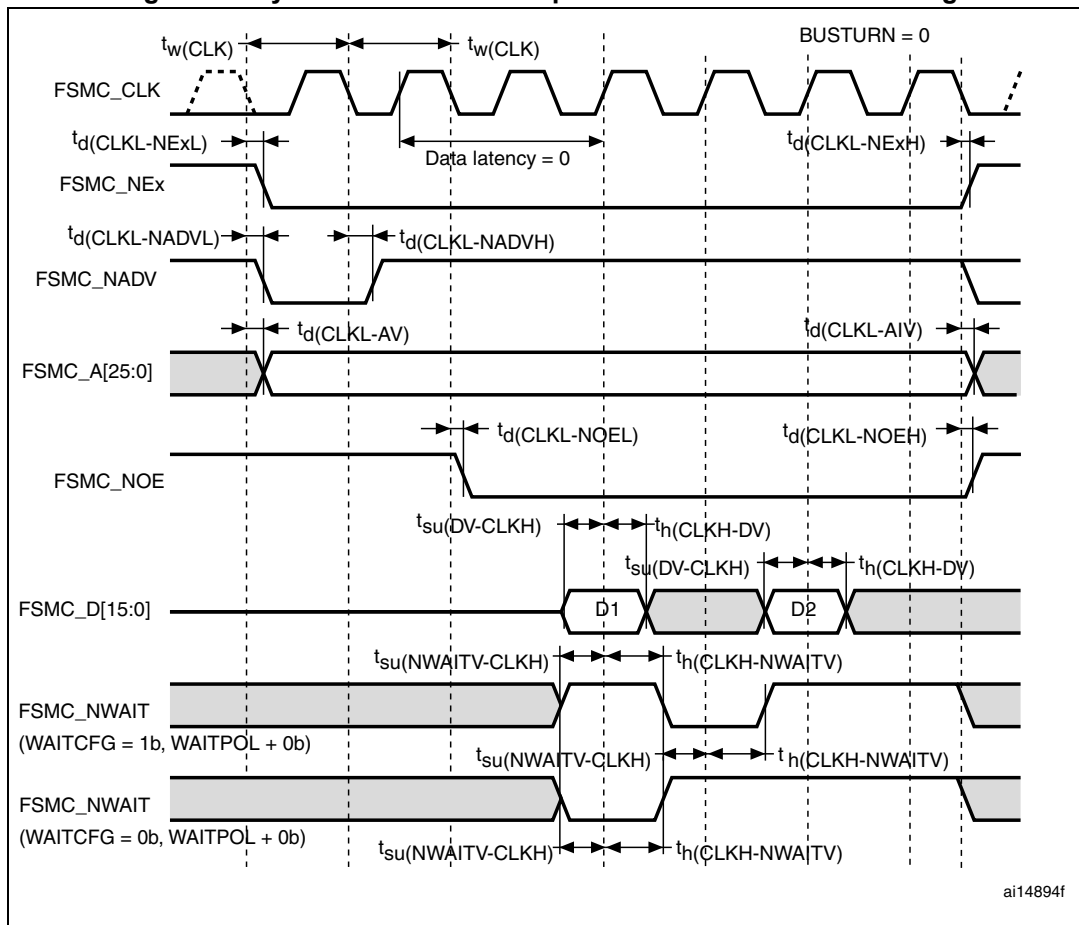 t_w(CLK) t_w(CLK) BUSTURN = 0
FSMC_CLK
t_d(CLKL-NExL) Data latency = 0 t_d(CLKL-NExH)
FSMC_NEx
t_d(CLKL-NADVL) t_d(CLKL-NADVH)
FSMC_NADV
t_d(CLKL-AV) t_d(CLKL-AIV)
FSMC_A[25:0]
t_d(CLKL-NOEL) t_d(CLKL-NOEH)
FSMC_NOE
t_su(DV-CLKH) t_h(CLKH-DV)
t_su(DV-CLKH) t_h(CLKH-DV)
FSMC_D[15:0] D1 D2
t_su(NWAITV-CLKH) t_h(CLKH-NWAITV)
FSMC_NWAIT
(WAITCFG = 1b, WAITPOL + 0b)
t_su(NWAITV-CLKH) t_h(CLKH-NWAITV)
FSMC_NWAIT
(WAITCFG = 0b, WAITPOL + 0b)
t_su(NWAITV-CLKH) t_h(CLKH-NWAITV)
ai14894f